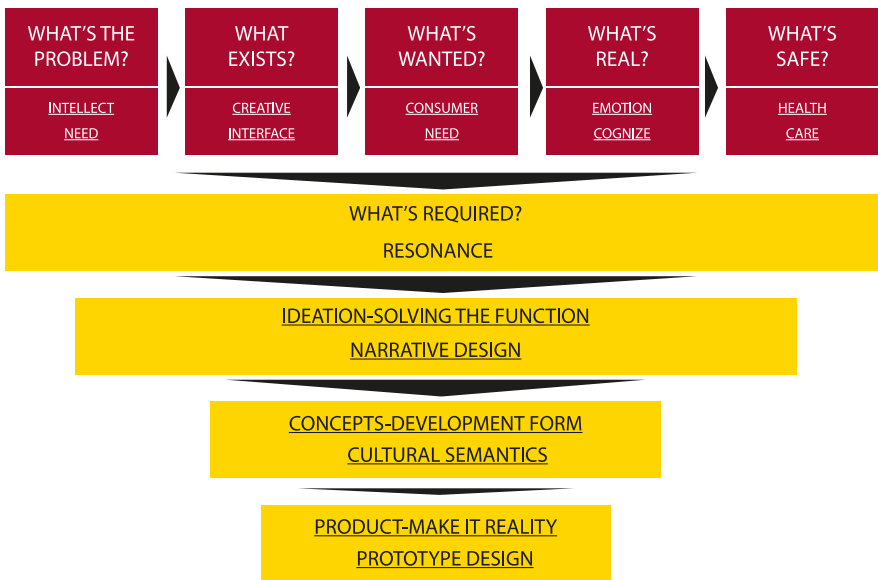 WHAT'S THE
PROBLEM?
INTELLECT
NEED
WHAT
EXISTS?
CREATIVE
INTERFACE
WHAT'S
WANTED?
CONSUMER
NEED
WHAT'S
REAL?
EMOTION
COGNIZE
WHAT'S
SAFE?
HEALTH
CARE
WHAT'S REQUIRED?
RESONANCE
IDEATION-SOLVING THE FUNCTION
NARRATIVE DESIGN
CONCEPTS-DEVELOPMENT FORM
CULTURAL SEMANTICS
PRODUCT-MAKE IT REALITY
PROTOTYPE DESIGN